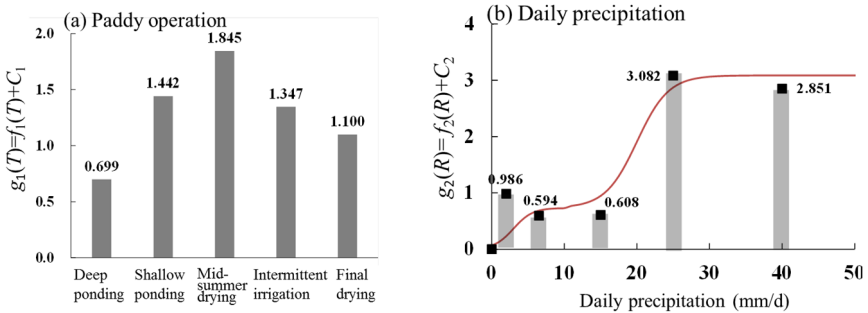 (a) Paddy operation
g₁(T)=f₁(T)+C₁
2.0
1.5
1.0
0.5
0.0
0.699
1.442
1.845
1.347
1.100
Deep
ponding
Shallow
ponding
Mid-
summer
drying
Intermittent
irrigation
Final
drying
(b) Daily precipitation
g₂(R)=f₂(R)+C₂
4
3
2
1
0
0.986
0.594
0.608
3.082
2.851
0 10 20 30 40 50
Daily precipitation (mm/d)